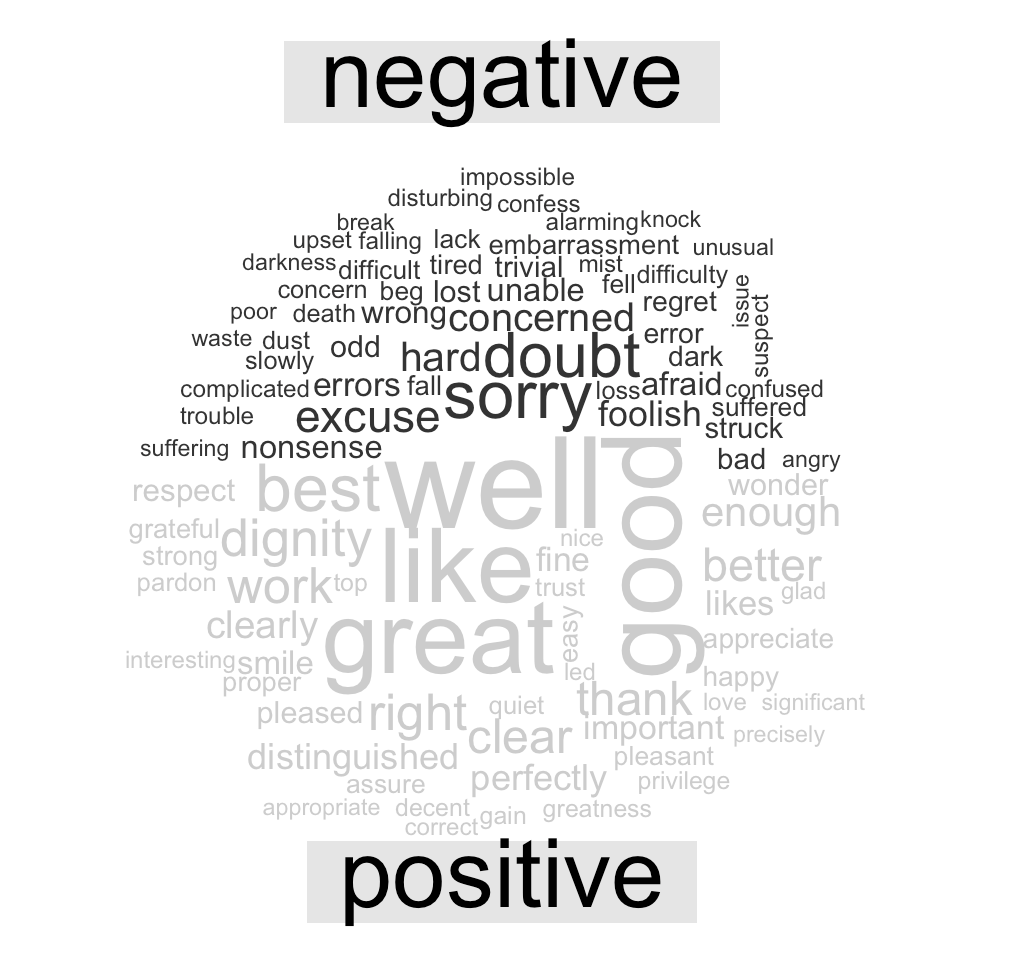 negative
impossible
disturbing confess
break alarming knock
upset falling lack embarrassment unusual
darkness difficult tired trivial mist difficulty
concern beg lost unable fell regret issue
poor death wrong concerned error suspect
waste dust odd hard doubt dark
slowly
complicated errors fall sorry loss afraid confused
trouble excuse foolish suffered
struck
suffering nonsense bad angry
respect best well good wonder
enough
grateful dignity like nice
strong fine better
pardon work top trust likes glad
clearly great easy appreciate
interesting smile led
proper happy
pleased right quiet thank love significant
clear important precisely
distinguished pleasant
assure perfectly privilege
appropriate decent gain greatness
correct
positive